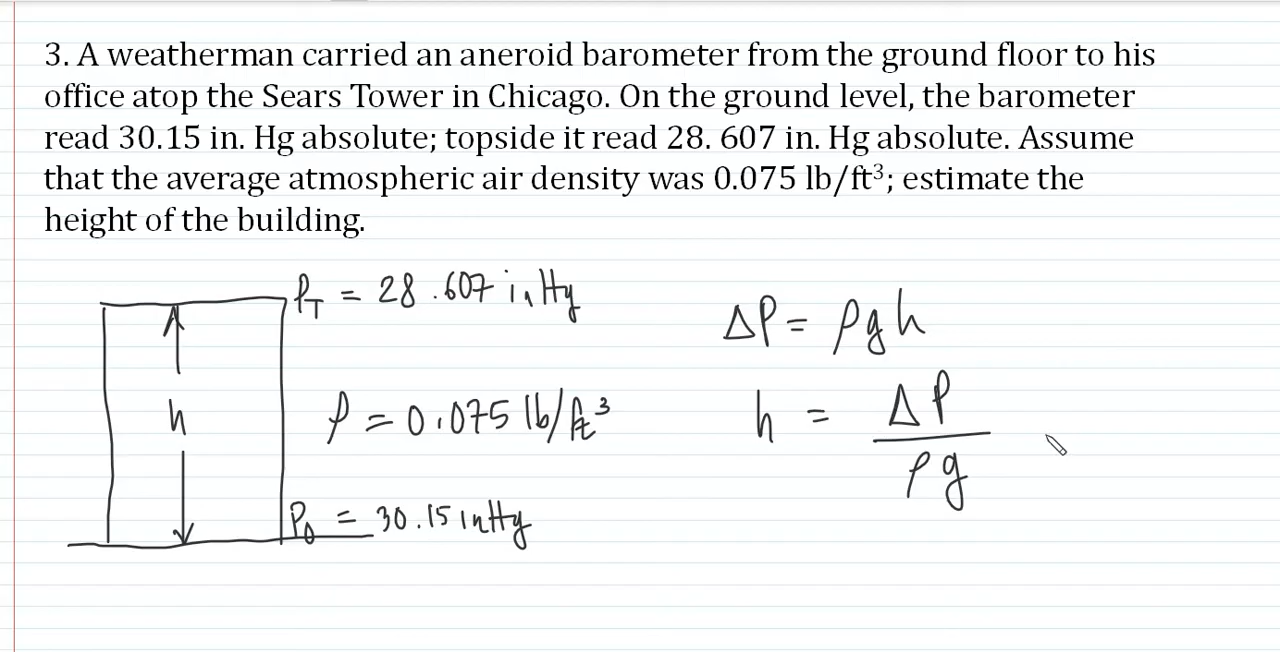 3. A weatherman carried an aneroid barometer from the ground floor to his
office atop the Sears Tower in Chicago. On the ground level, the barometer
read 30.15 in. Hg absolute; topside it read 28. 607 in. Hg absolute. Assume
that the average atmospheric air density was 0.075 lb/ft³; estimate the
height of the building.
P_T = 28.607 in Hg
h
ρ = 0.075 lb/ft³
P_0 = 30.15 in Hg
ΔP = ρgh
h = ΔP / ρg